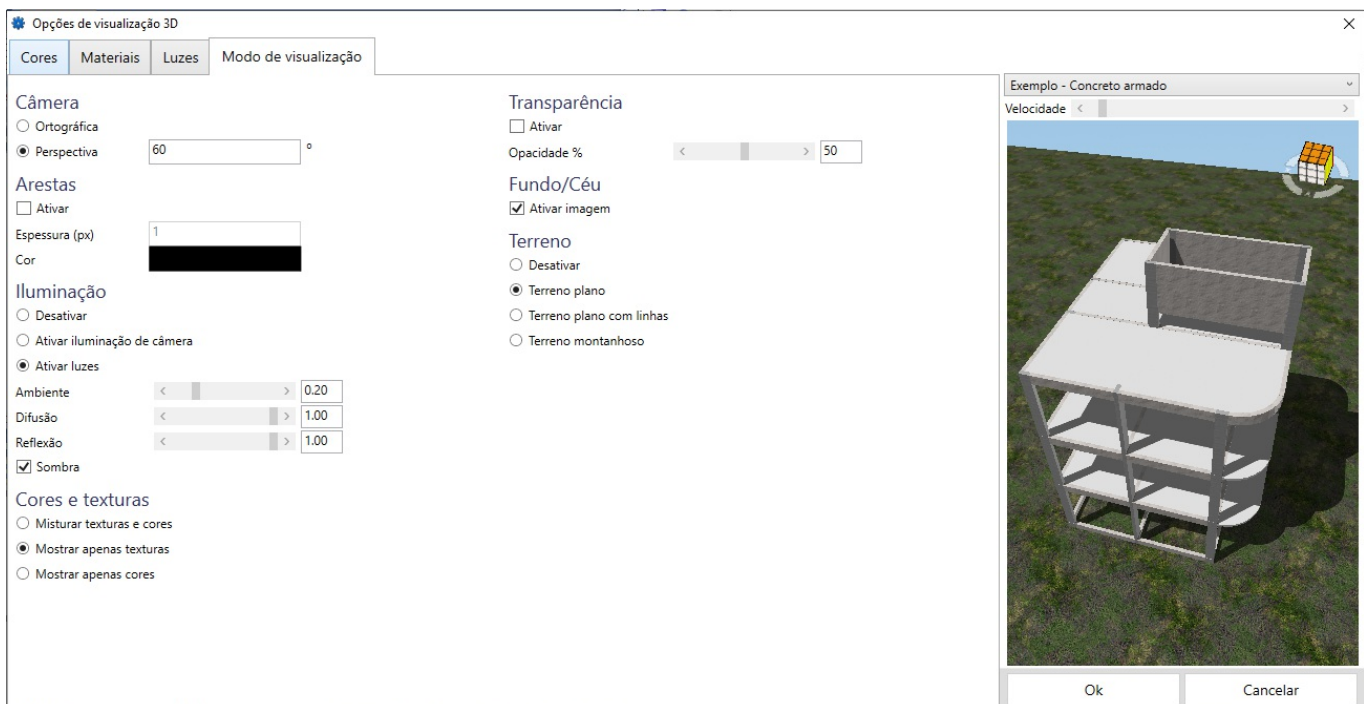 Opções de visualização 3D
Cores
Materiais
Luzes
Modo de visualização
Câmera
Ortográfica
Perspectiva
60
º
Arestas
Ativar
Espessura (px)
1
Cor
Iluminação
Desativar
Ativar iluminação de câmera
Ativar luzes
Ambiente
0.20
Difusão
1.00
Reflexão
1.00
Sombra
Cores e texturas
Misturar texturas e cores
Mostrar apenas texturas
Mostrar apenas cores
Transparência
Ativar
Opacidade %
50
Fundo/Céu
Ativar imagem
Terreno
Desativar
Terreno plano
Terreno plano com linhas
Terreno montanhoso
Exemplo - Concreto armado
Velocidade
Ok
Cancelar